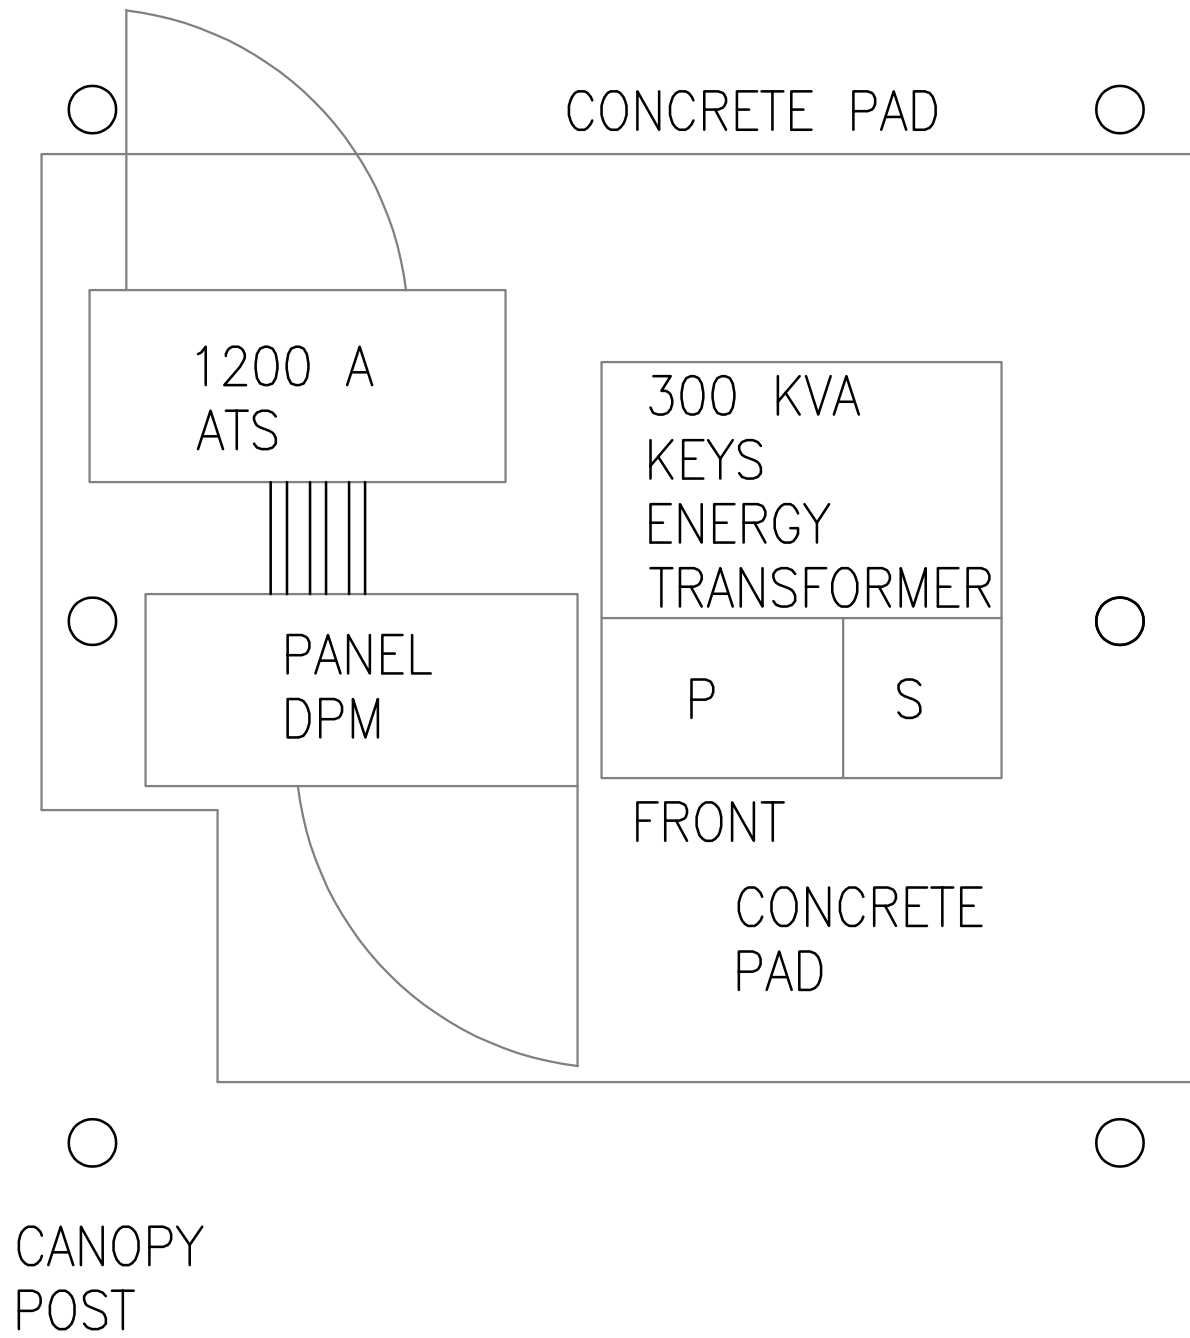 CONCRETE PAD
1200 A
ATS
300 KVA
KEYS
ENERGY
TRANSFORMER
PANEL
DPM
P
S
FRONT
CONCRETE
PAD
CANOPY
POST